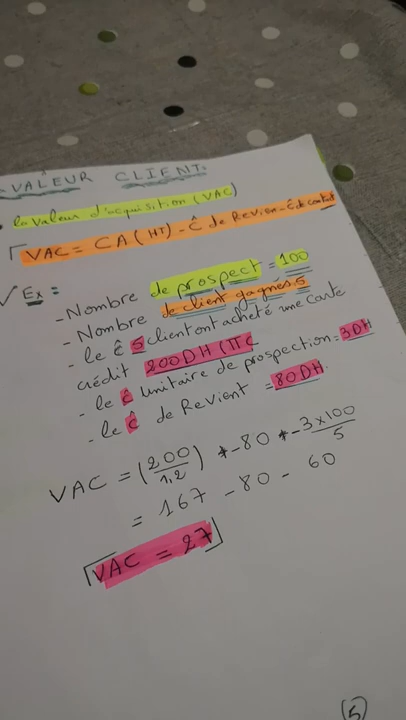 VALEUR CLIENT
la Valeur d'acquisition (VAC)
VAC = CA (HT) - Ĉ de Revien - Ĉ de contat
✓ Ex:
- Nombre de prospect = 100
- Nombre de client gagnes 5
- le Ĉ 5 client ont acheté une carte
crédit 200DH (TTC
- le Ĉ unitaire de prospection = 3DH
- le Ĉ de Revient = 80DH.
VAC = (200/1,2) * - 80 * - 3x100/5
= 167 - 80 - 60
[VAC = 27]
(5)